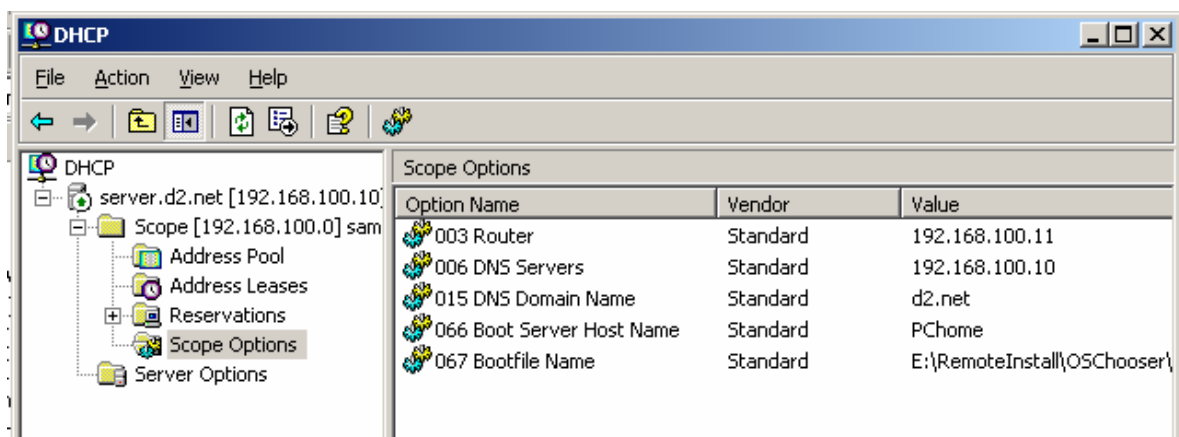 DHCP
File Action View Help
DHCP
server.d2.net [192.168.100.10]
Scope [192.168.100.0] sam
Address Pool
Address Leases
Reservations
Scope Options
Server Options
Scope Options
Option Name Vendor Value
003 Router Standard 192.168.100.11
006 DNS Servers Standard 192.168.100.10
015 DNS Domain Name Standard d2.net
066 Boot Server Host Name Standard PChome
067 Bootfile Name Standard E:\RemoteInstall\OSChooser\